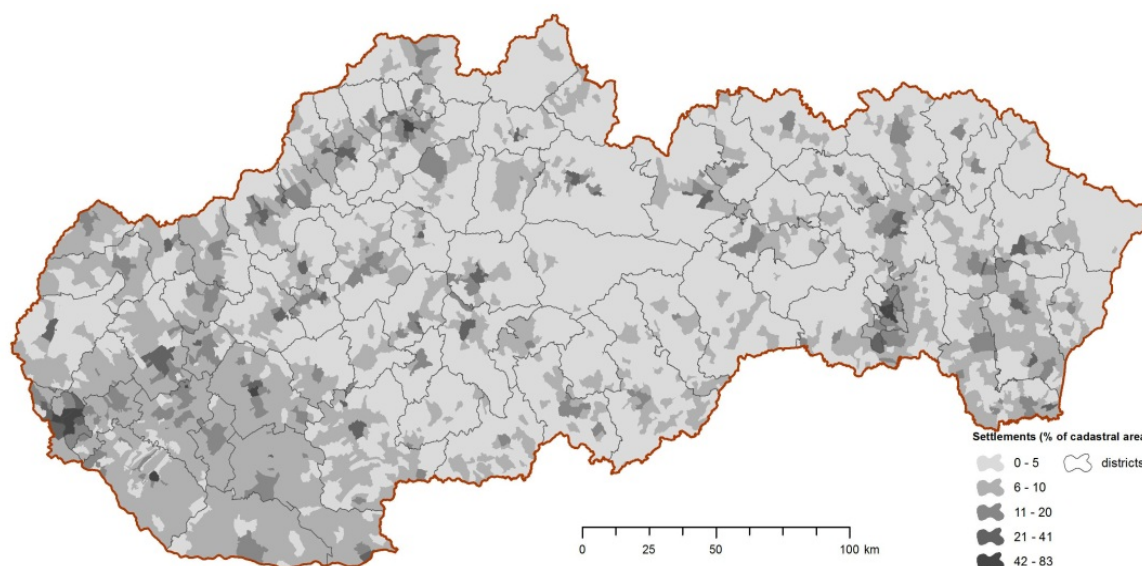 Settlements (% of cadastral area
0 - 5 districts
6 - 10
11 - 20
21 - 41
42 - 83
0 25 50 100 km